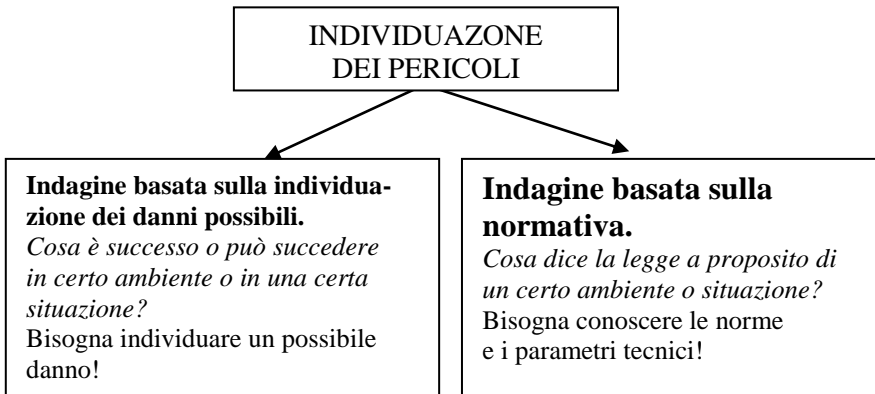 INDIVIDUAZONE
DEI PERICOLI
Indagine basata sulla individua-
zione dei danni possibili.
Cosa è successo o può succedere
in certo ambiente o in una certa
situazione?
Bisogna individuare un possibile
danno!
Indagine basata sulla
normativa.
Cosa dice la legge a proposito di
un certo ambiente o situazione?
Bisogna conoscere le norme
e i parametri tecnici!